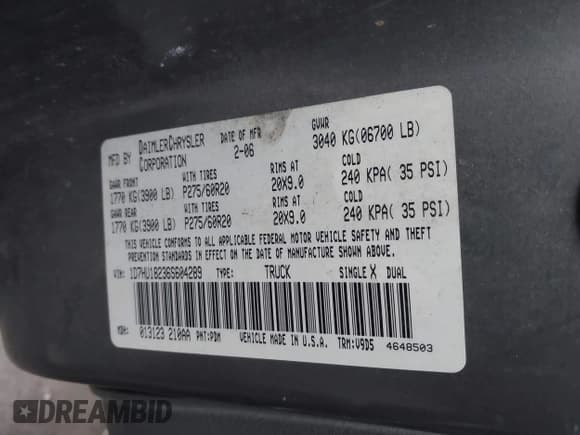 MFD BY DAIMLERCHRYSLER CORPORATION DATE OF MFR 2-06 GVWR 3040 KG(06700 LB)
GAWR FRONT WITH TIRES RIMS AT COLD
1770 KG(3900 LB) P275/60R20 20X9.0 240 KPA( 35 PSI)
GAWR REAR WITH TIRES RIMS AT COLD
1770 KG(3900 LB) P275/60R20 20X9.0 240 KPA( 35 PSI)
THIS VEHICLE CONFORMS TO ALL APPLICABLE FEDERAL MOTOR VEHICLE SAFETY AND THEFT
PREVENTION STANDARDS IN EFFECT ON THE DATE OF MANUFACTURE SHOWN ABOVE.
VIN: 1D7HU18236S604289 TYPE: TRUCK SINGLE X DUAL
MDH: 013123 210AA PNT:PDM VEHICLE MADE IN U.S.A. TRM:V9D5 4648503
DREAMBID